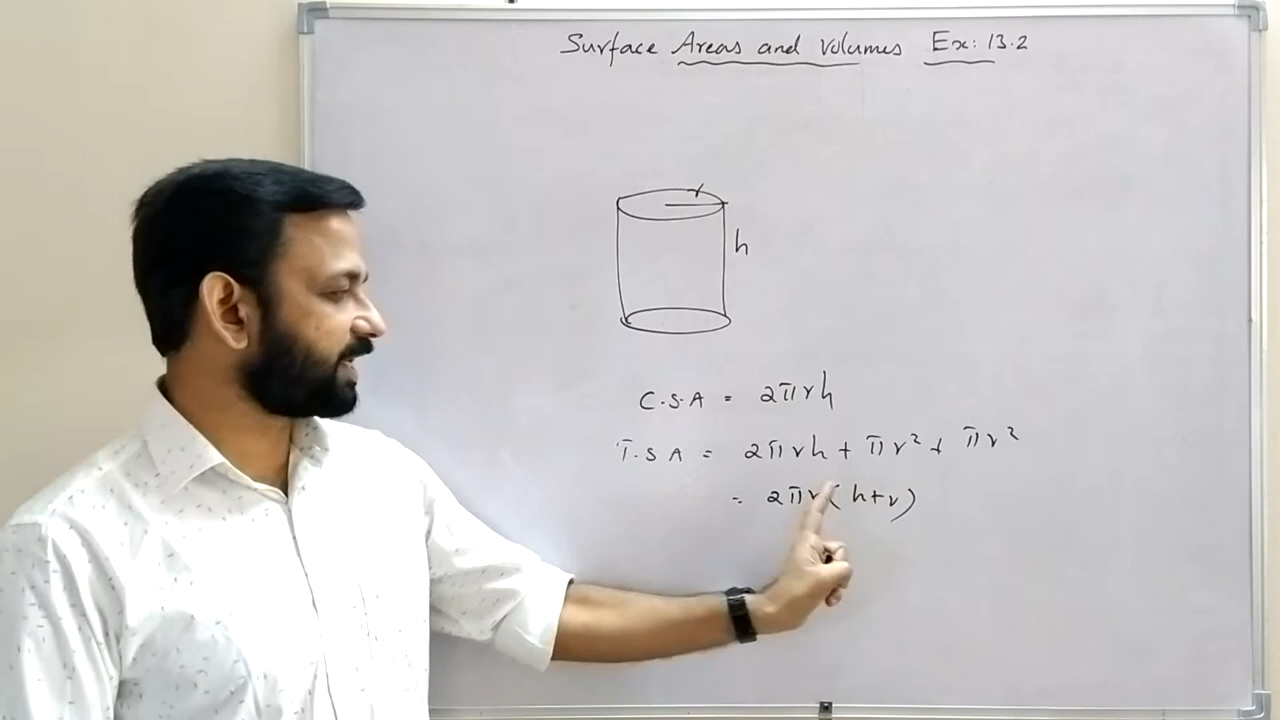 Surface Areas and volumes Ex: 13.2
r
h
C.S.A = 2πrh
T.S.A = 2πrh + πr² + πr²
= 2πr(h+r)